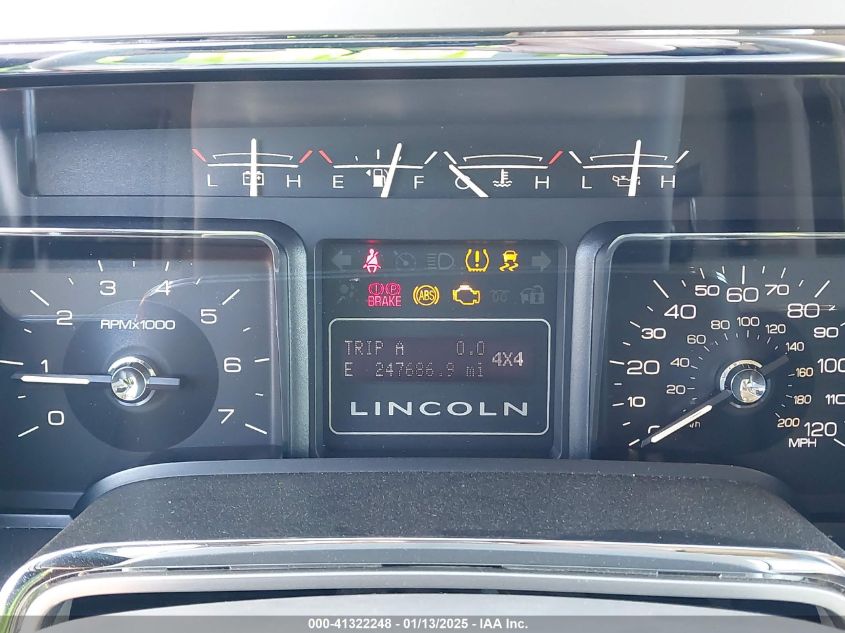 L H E F C H L H
0 1 2 3 4 5 6 7
RPMx1000
BRAKE
ABS
TRIP A 0.0
E 247686.9 mi
4X4
LINCOLN
0 10 20 30 40 50 60 70 80 90 100 110 120
20 40 60 80 100 120 140 160 180 200
MPH
000-41322248 - 01/13/2025 - IAA Inc.